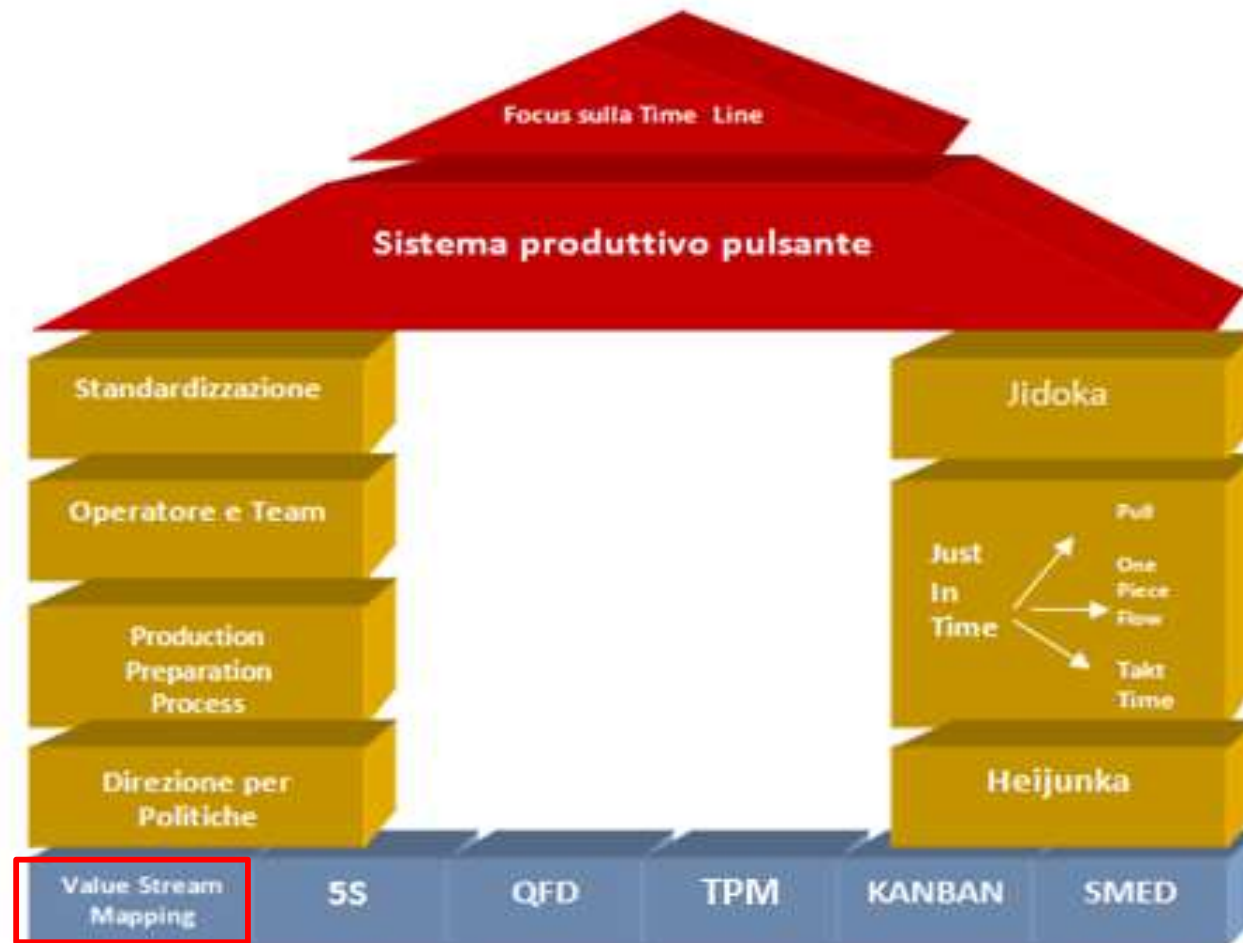 Focus sulla Time Line
Sistema produttivo pulsante
Standardizzazione
Operatore e Team
Production
Preparation
Process
Direzione per
Politiche
Jidoka
Just
In
Time
Pull
One
Piece
Flow
Takt
Time
Heijunka
Value Stream
Mapping
5S
QFD
TPM
KANBAN
SMED